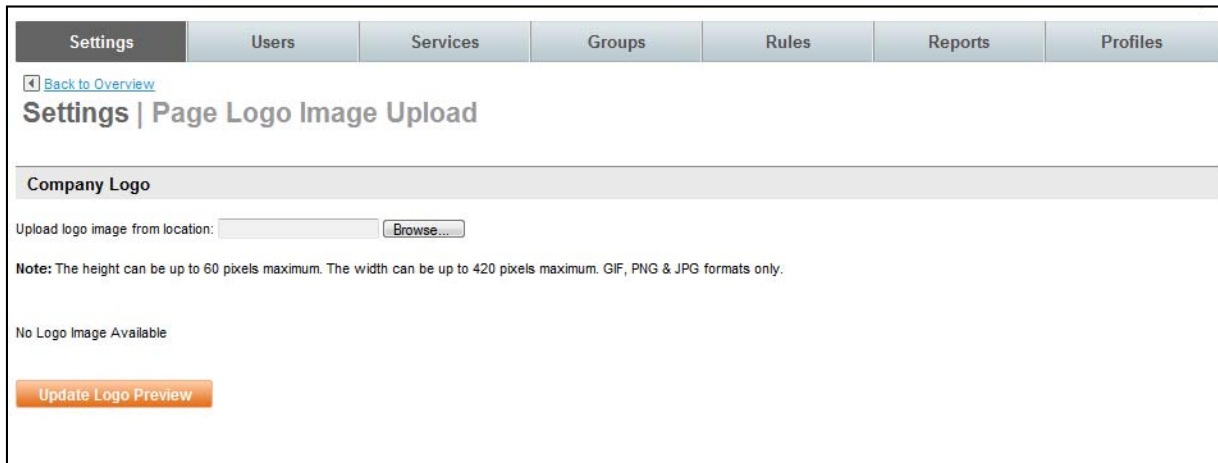 Settings Users Services Groups Rules Reports Profiles
Back to Overview
Settings | Page Logo Image Upload
Company Logo
Upload logo image from location: Browse...
Note: The height can be up to 60 pixels maximum. The width can be up to 420 pixels maximum. GIF, PNG & JPG formats only.
No Logo Image Available
Update Logo Preview